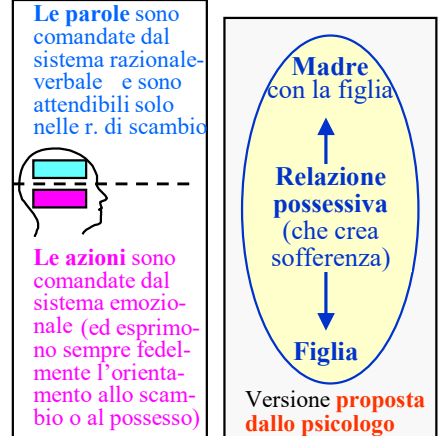 Le parole sono
comandate dal
sistema razionale-
verbale e sono
attendibili solo
nelle r. di scambio
Le azioni sono
comandate dal
sistema emozio-
nale (ed esprimo-
no sempre fedel-
mente l'orienta-
mento allo scam-
bio o al possesso)
Madre
con la figlia
Relazione
possessiva
(che crea
sofferenza)
Figlia
Versione proposta
dallo psicologo